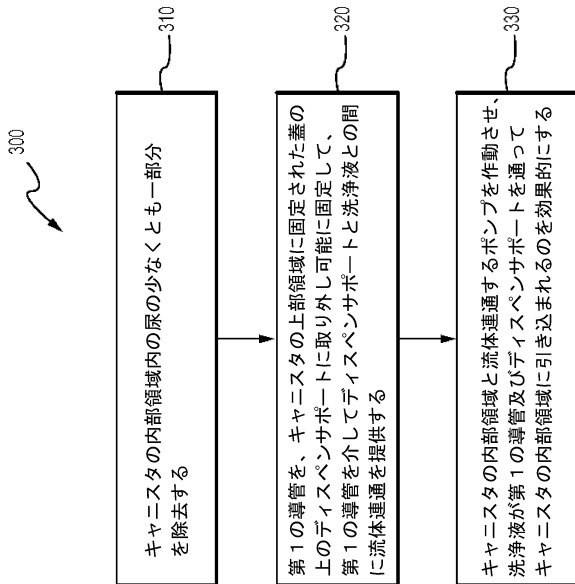 300
310
キャニスタの内部領域内の尿の少なくとも一部分
を除去する
320
第1の導管を、キャニスタの上部領域に固定された蓋の
上のディスペンサポートに取り外し可能に固定して、
第1の導管を介してディスペンサポートと洗浄液との間
に流体連通を提供する
330
キャニスタの内部領域と流体連通するポンプを作動させ、
洗浄液が第1の導管及びディスペンサポートを通って
キャニスタの内部領域に引き込まれるのを効果的にする